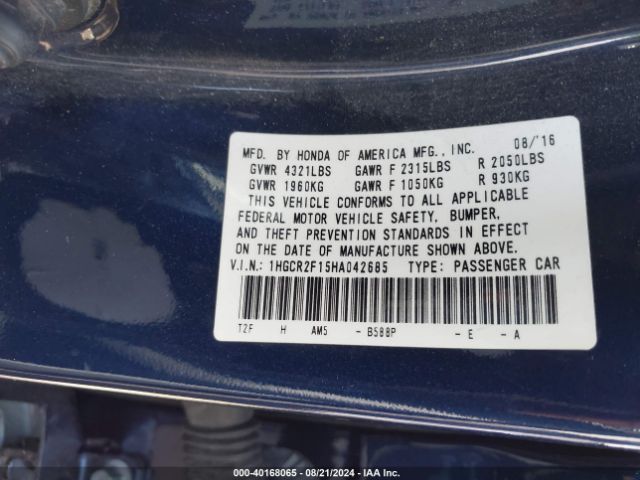 MFD. BY HONDA OF AMERICA MFG., INC. 08/'16
GVWR 4321LBS GAWR F 2315LBS R 2050LBS
GVWR 1960KG GAWR F 1050KG R 930KG
THIS VEHICLE CONFORMS TO ALL APPLICABLE
FEDERAL MOTOR VEHICLE SAFETY, BUMPER,
AND THEFT PREVENTION STANDARDS IN EFFECT
ON THE DATE OF MANUFACTURE SHOWN ABOVE.
V.I.N.: 1HGCR2F15HA042685 TYPE: PASSENGER CAR
T2F H AM5 - B588P - E - A
000-40168065 - 08/21/2024 - IAA Inc.